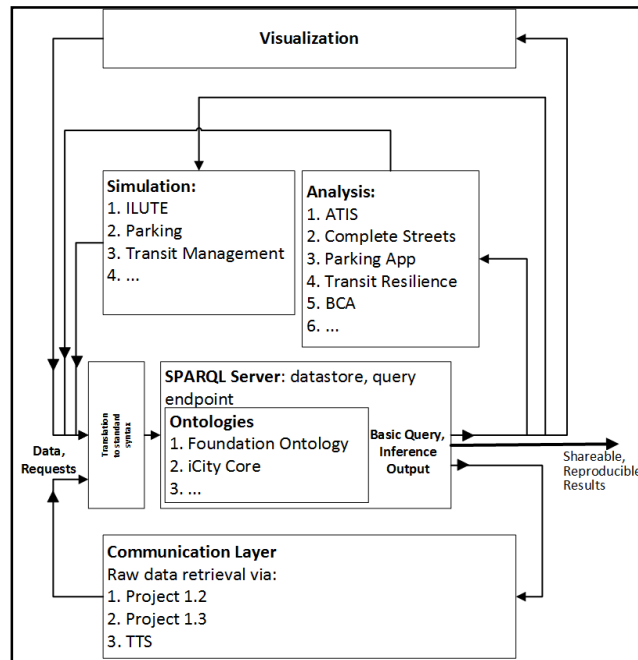 Visualization
Simulation:
1. ILUTE
2. Parking
3. Transit Management
4. ...
Analysis:
1. ATIS
2. Complete Streets
3. Parking App
4. Transit Resilience
5. BCA
6. ...
Data,
Requests
Translation
to standard
syntax
SPARQL Server: datastore, query
endpoint
Ontologies
1. Foundation Ontology
2. iCity Core
3. ...
Basic Query,
Inference
Output
Shareable,
Reproducible
Results
Communication Layer
Raw data retrieval via:
1. Project 1.2
2. Project 1.3
3. TTS